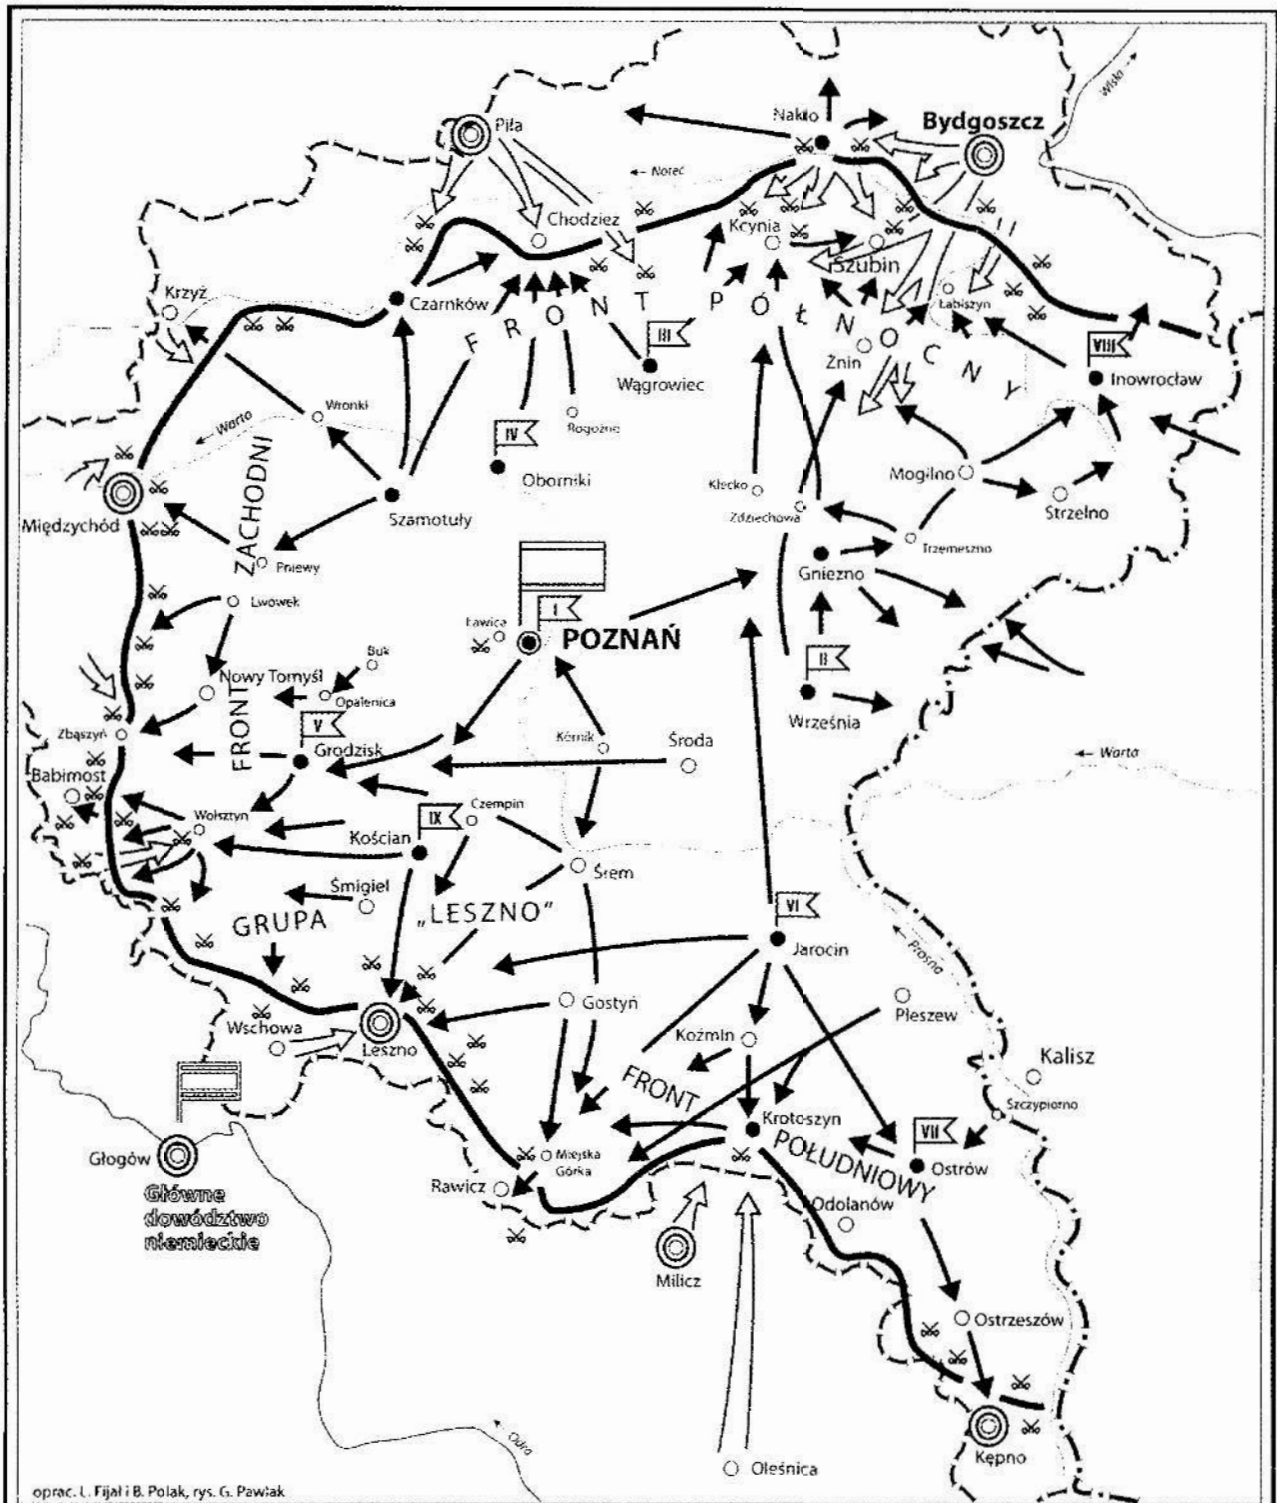 Wisła
Piła
Nakło
Bydgoszcz
← Noteć
Chodzież
Kcynia
Szubin
Krzyż
Czarnków
Łabiszyn
FRONT PÓŁNOCNY
III
VIII
Żnin
Wągrowiec
Inowrocław
Wronki
← Warta
Rogoźno
IV
Oborniki
Kłecko
Mogilno
Międzychód
Szamotuły
Zdziechowa
Strzelno
Trzemeszno
Pniewy
Gniezno
FRONT ZACHODNI
Lwówek
I
Ławica
POZNAŃ
Buk
II
Nowy Tomyśl
Opalenica
Września
V
Zbąszyń
Grodzisk
Kórnik
Środa
← Warta
Babimost
Wolsztyn
IX
Czempiń
Kościan
Śrem
Śmigiel
GRUPA „LESZNO”
VI
Jarocin
Prosna
Gostyń
Pleszew
Wschowa
Leszno
Koźmin
Kalisz
FRONT POŁUDNIOWY
Szczypiorno
Krotoszyn
VII
Głogów
Miejska
Górka
Ostrów
Główne
dowództwo
niemieckie
Rawicz
Odolanów
Milicz
Ostrzeszów
Odra
Kępno
Oleśnica
oprac. L. Fijał i B. Polak, rys. G. Pawlak